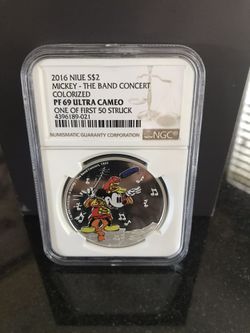 2016 NIUE S$2
MICKEY - THE BAND CONCERT
COLORIZED
PF 69 ULTRA CAMEO
ONE OF FIRST 50 STRUCK
4396189-021
NUMISMATIC GUARANTY CORPORATION
NGC